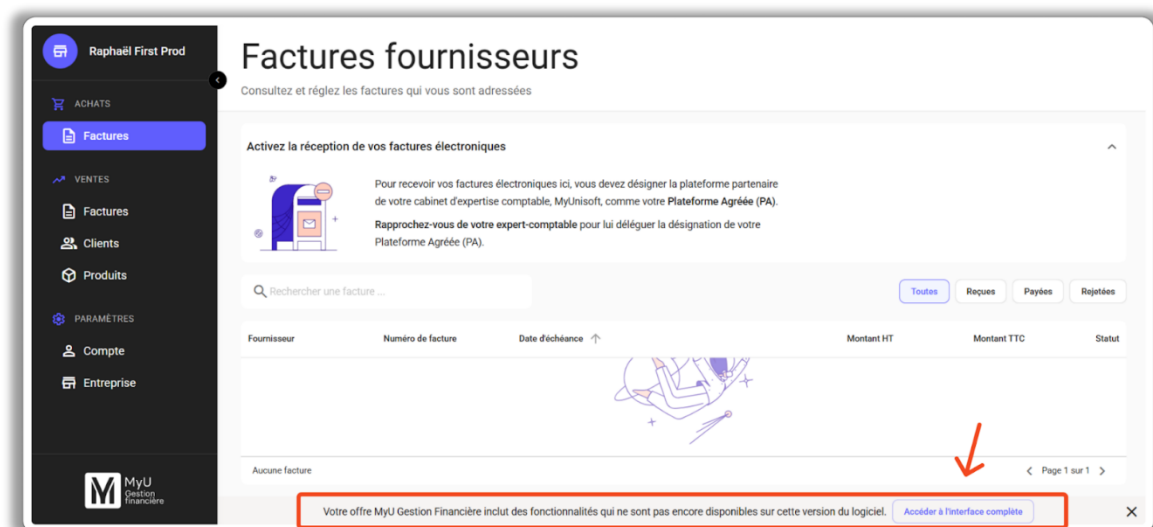 Raphaël First Prod
ACHATS
Factures
VENTES
Factures
Clients
Produits
PARAMÈTRES
Compte
Entreprise
MyU
Gestion
financière
Factures fournisseurs
Consultez et réglez les factures qui vous sont adressées
Activez la réception de vos factures électroniques
Pour recevoir vos factures électroniques ici, vous devez désigner la plateforme partenaire
de votre cabinet d'expertise comptable, MyUnisoft, comme votre Plateforme Agréée (PA).
Rapprochez-vous de votre expert-comptable pour lui déléguer la désignation de votre
Plateforme Agréée (PA).
Rechercher une facture ...
Toutes Reçues Payées Rejetées
Fournisseur Numéro de facture Date d'échéance Montant HT Montant TTC Statut
Aucune facture
Page 1 sur 1
Votre offre MyU Gestion Financière inclut des fonctionnalités qui ne sont pas encore disponibles sur cette version du logiciel. Accéder à l'interface complète